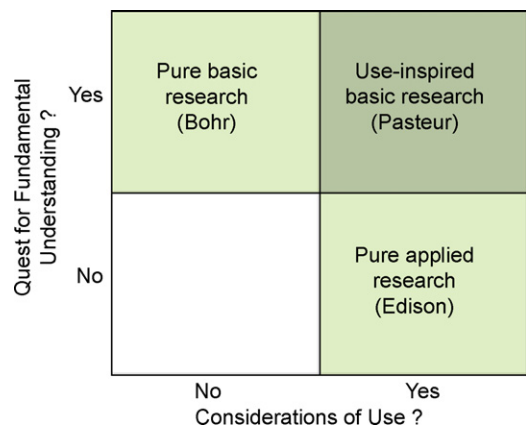 Quest for Fundamental
Understanding ?
Yes
Pure basic
research
(Bohr)
Use-inspired
basic research
(Pasteur)
No
Pure applied
research
(Edison)
No
Yes
Considerations of Use ?